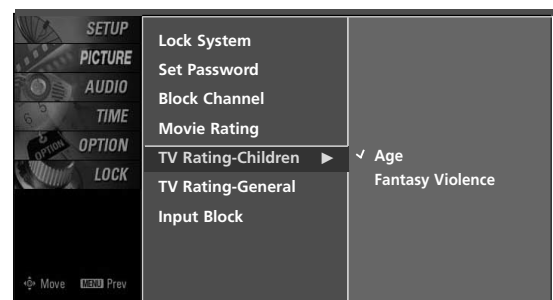 SETUP
PICTURE
AUDIO
TIME
OPTION
LOCK
Move MENU Prev
Lock System
Set Password
Block Channel
Movie Rating
TV Rating-Children ▶
TV Rating-General
Input Block
✓ Age
Fantasy Violence